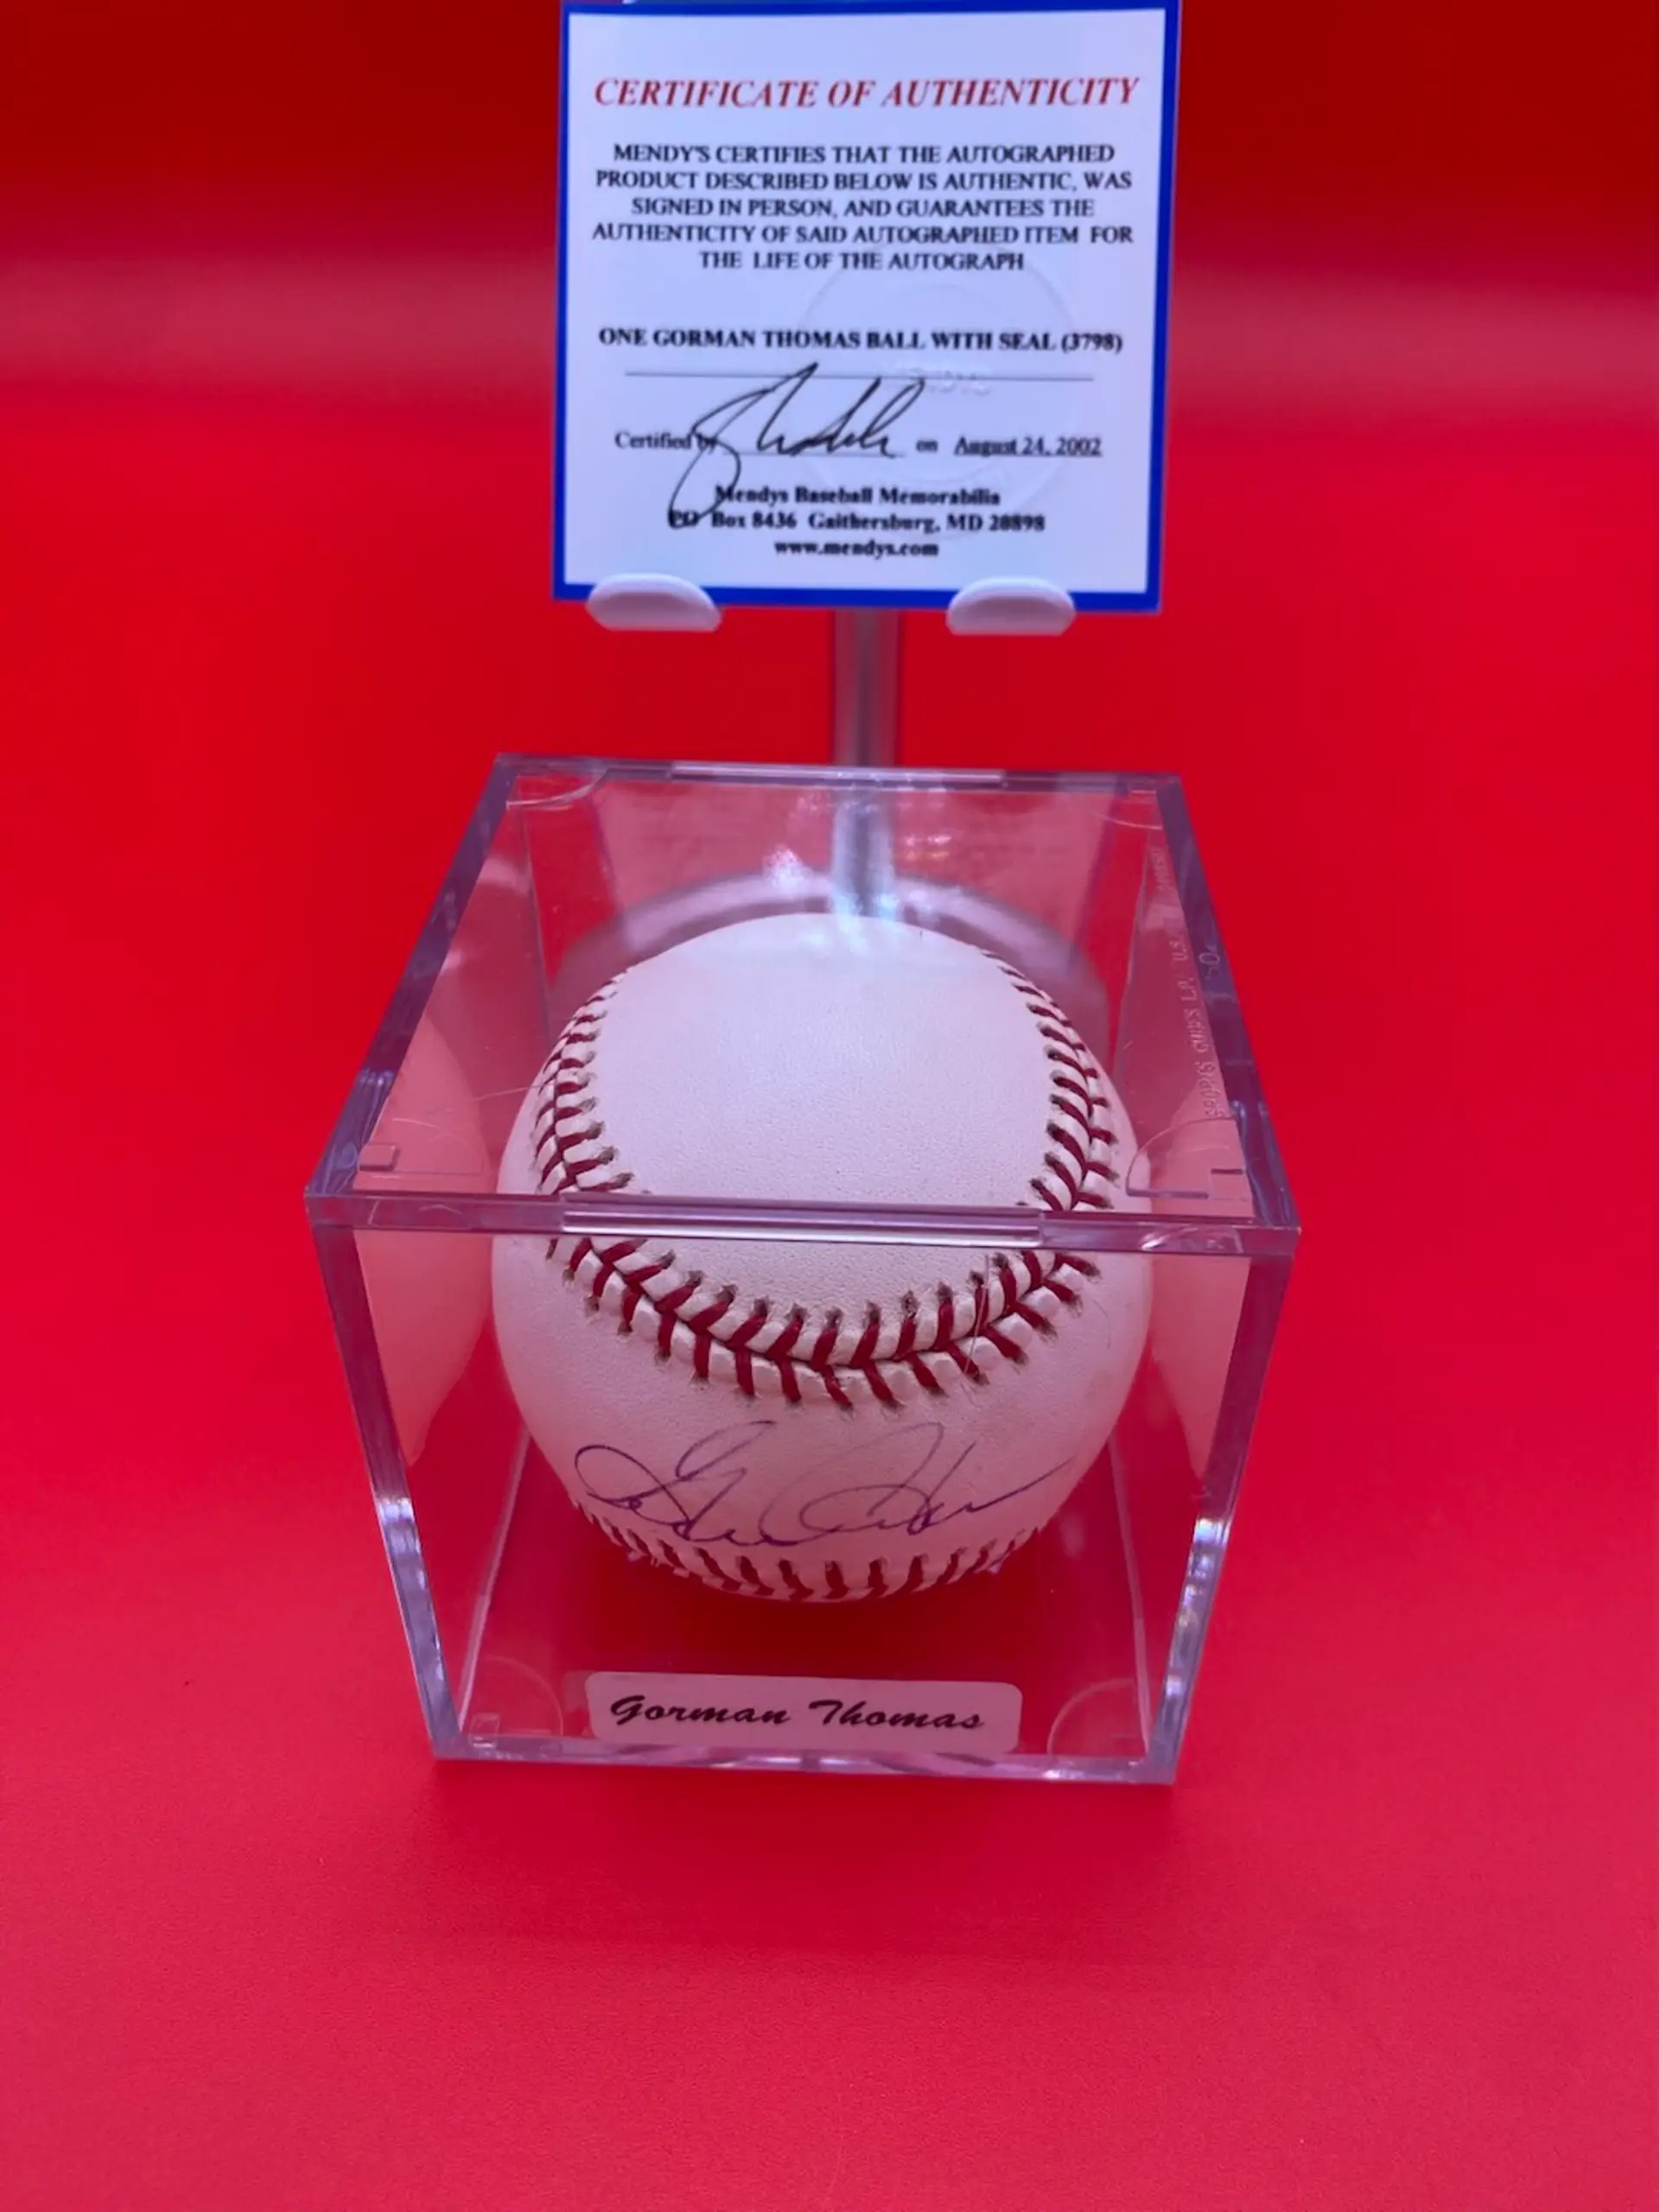 CERTIFICATE OF AUTHENTICITY
MENDY'S CERTIFIES THAT THE AUTOGRAPHED
PRODUCT DESCRIBED BELOW IS AUTHENTIC, WAS
SIGNED IN PERSON, AND GUARANTEES THE
AUTHENTICITY OF SAID AUTOGRAPHED ITEM FOR
THE LIFE OF THE AUTOGRAPH
ONE GORMAN THOMAS BALL WITH SEAL (3798)
Certified by on August 24, 2002
Mendys Baseball Memorabilia
PO Box 8436 Gaithersburg, MD 20898
www.mendys.com
Gorman Thomas